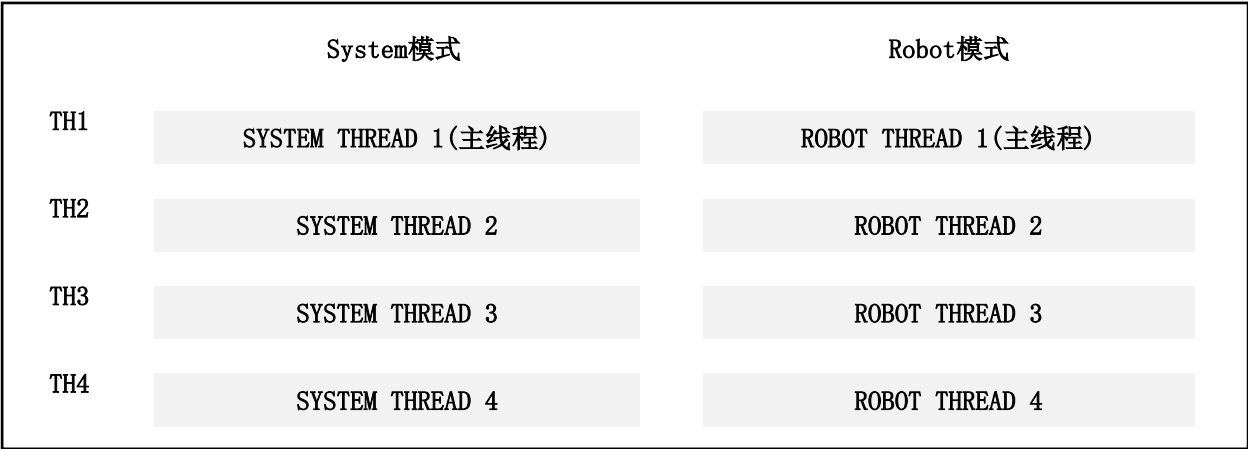 System模式 Robot模式
TH1 SYSTEM THREAD 1(主线程) ROBOT THREAD 1(主线程)
TH2 SYSTEM THREAD 2 ROBOT THREAD 2
TH3 SYSTEM THREAD 3 ROBOT THREAD 3
TH4 SYSTEM THREAD 4 ROBOT THREAD 4